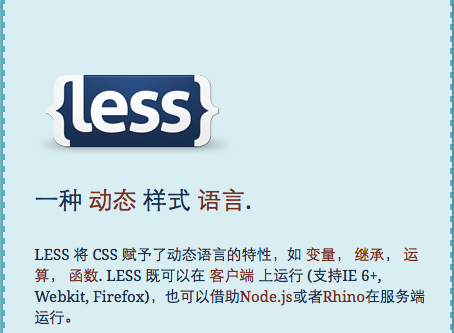 {less}
一种 动态 样式 语言.
LESS 将 CSS 赋予了动态语言的特性，如 变量， 继承， 运
算， 函数. LESS 既可以在 客户端 上运行 (支持IE 6+,
Webkit, Firefox)，也可以借助Node.js或者Rhino在服务端
运行。